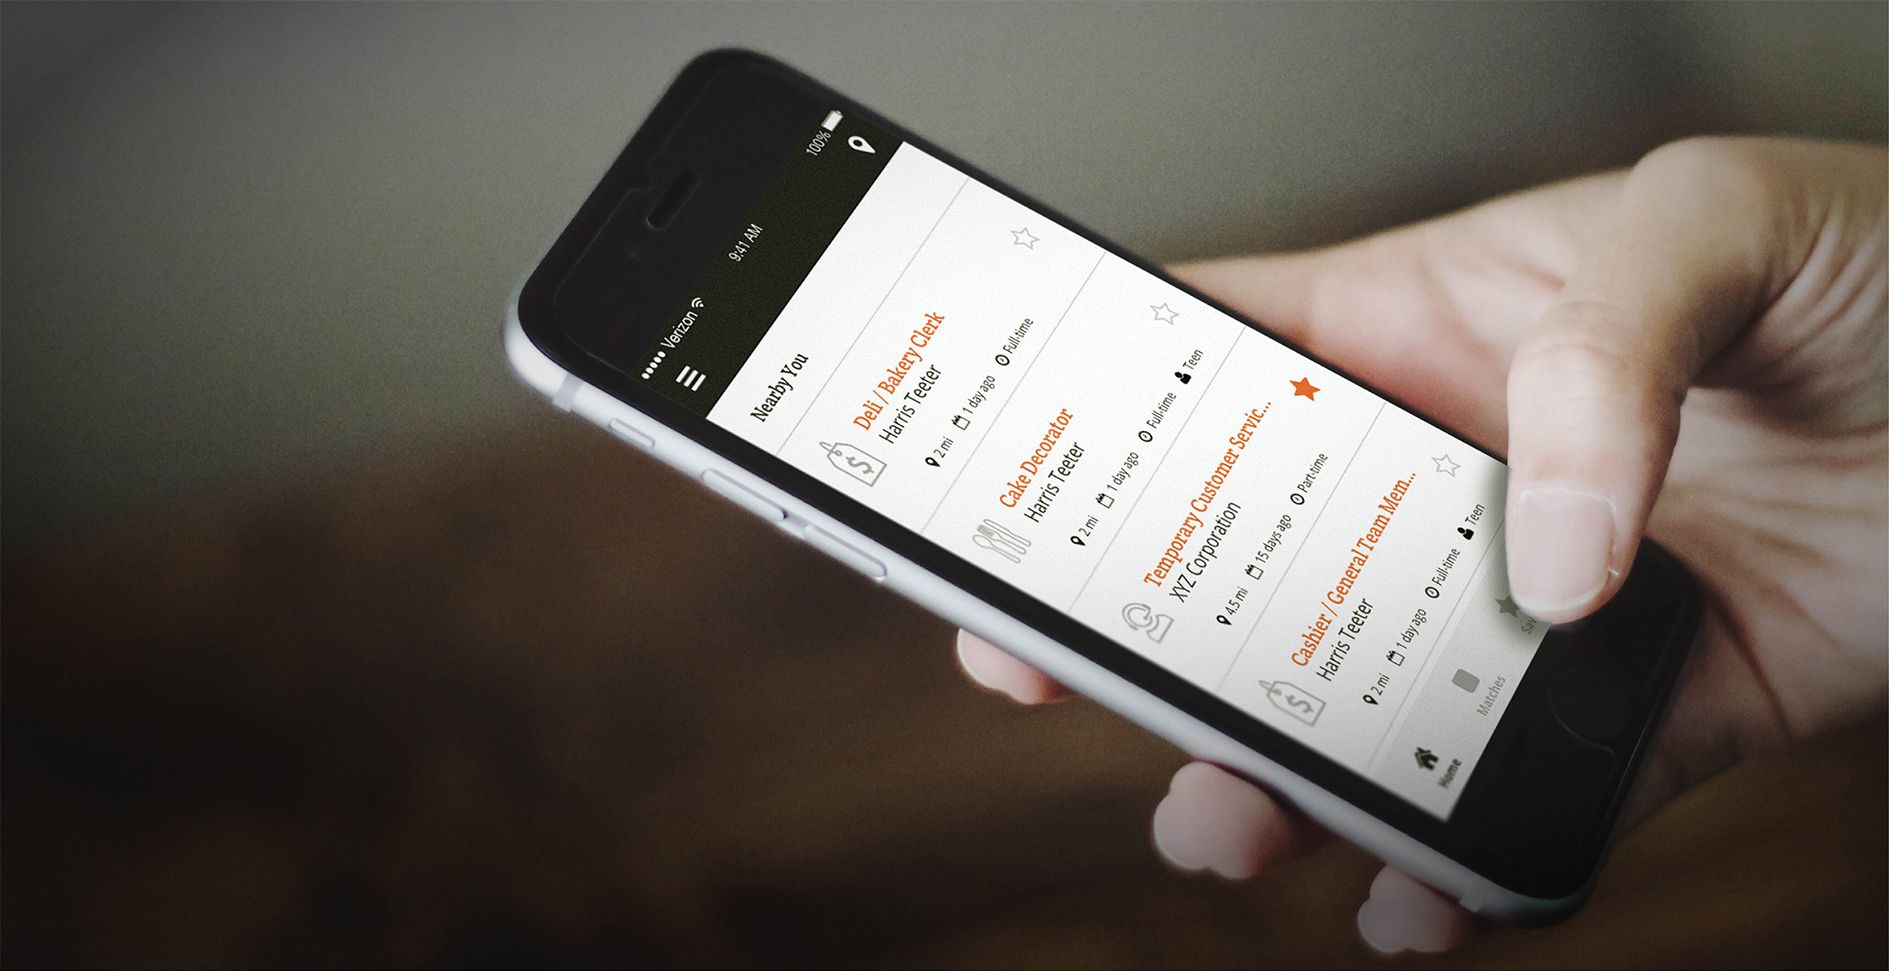 Verizon 9:41 AM 100%
Nearby You
Deli / Bakery Clerk
Harris Teeter
2 mi 1 day ago Full-time
Cake Decorator
Harris Teeter
2 mi 1 day ago Full-time Teen
Temporary Customer Servic...
XYZ Corporation
4.5 mi 15 days ago Part-time
Cashier / General Team Mem...
Harris Teeter
2 mi 1 day ago Full-time Teen
Home Matches